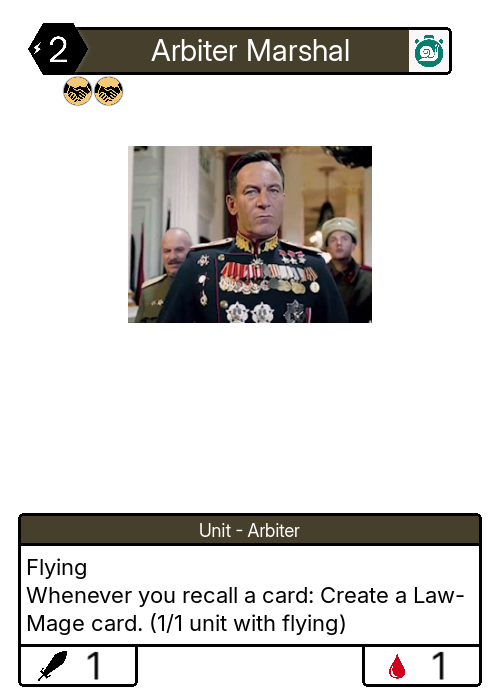 2
Arbiter Marshal
Unit - Arbiter
Flying
Whenever you recall a card: Create a Law-
Mage card. (1/1 unit with flying)
1
1